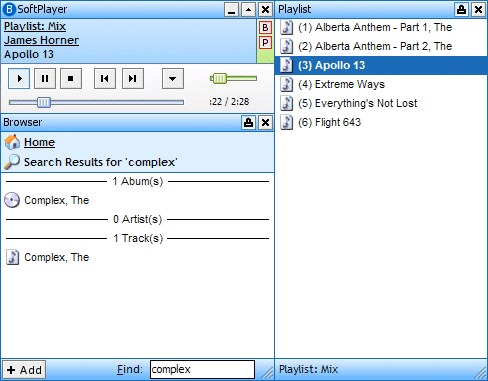 B SoftPlayer
Playlist: Mix
James Horner
Apollo 13
B
P
:22 / 2:28
Browser
Home
Search Results for 'complex'
1 Abum(s)
Complex, The
0 Artist(s)
1 Track(s)
Complex, The
+ Add
Find: complex
Playlist
(1) Alberta Anthem - Part 1, The
(2) Alberta Anthem - Part 2, The
(3) Apollo 13
(4) Extreme Ways
(5) Everything's Not Lost
(6) Flight 643
Playlist: Mix